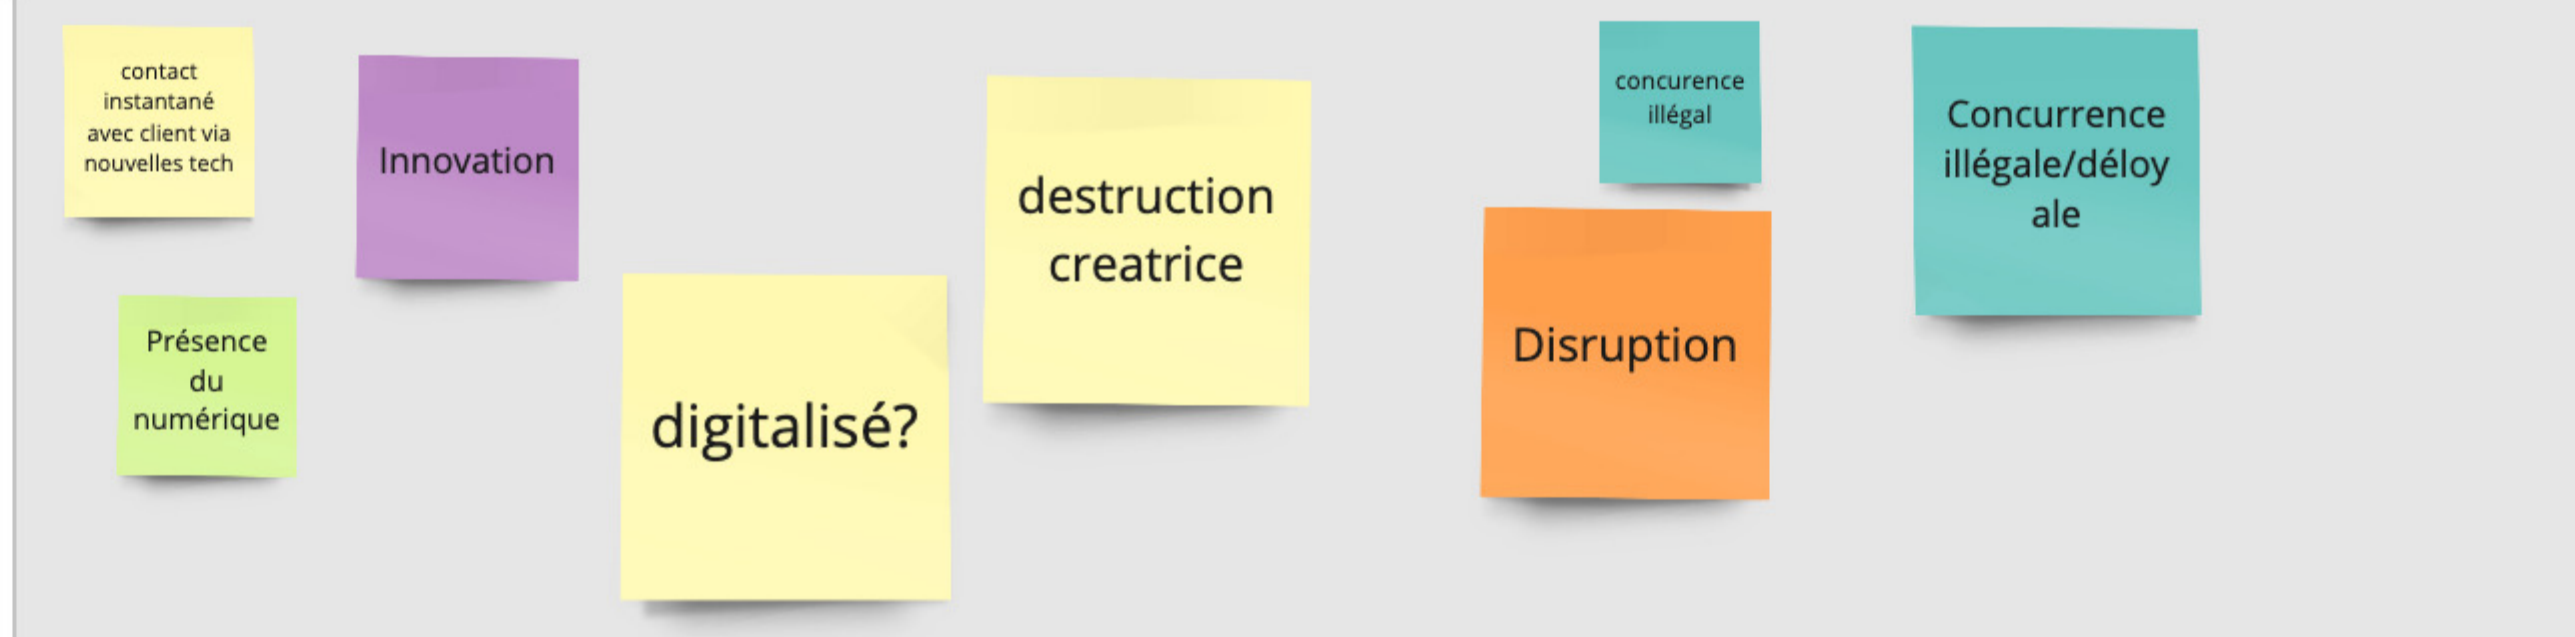 contact
instantané
avec client via
nouvelles tech
Innovation
Présence
du
numérique
digitalisé?
destruction
creatrice
concurence
illégal
Disruption
Concurrence
illégale/déloy
ale